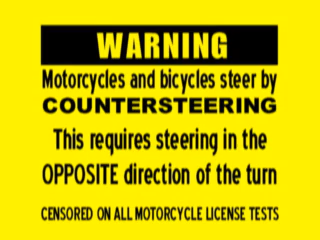 WARNING
Motorcycles and bicycles steer by
COUNTERSTEERING
This requires steering in the
OPPOSITE direction of the turn
CENSORED ON ALL MOTORCYCLE LICENSE TESTS